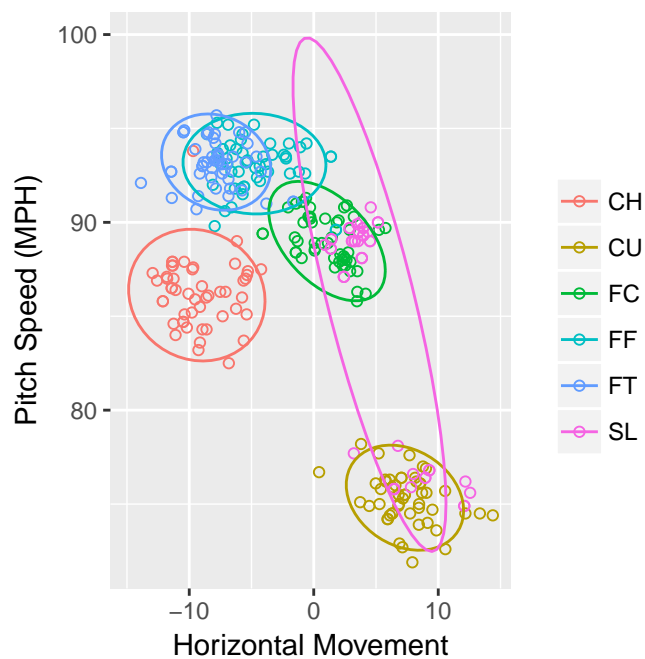 100
90
80
−10
0
10
Horizontal Movement
Pitch Speed (MPH)
CH
CU
FC
FF
FT
SL